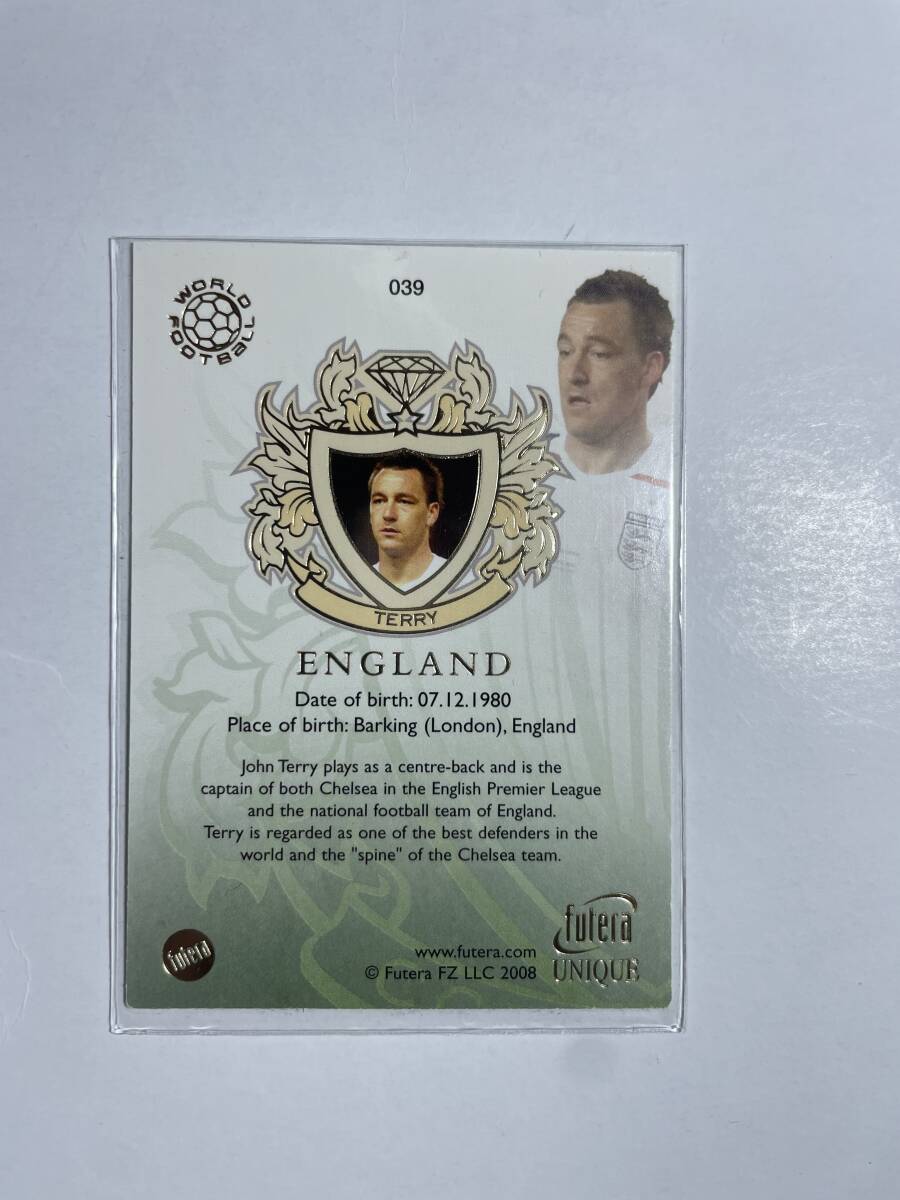 039
WORLD
FOOTBALL
TERRY
ENGLAND
Date of birth: 07.12.1980
Place of birth: Barking (London), England
John Terry plays as a centre-back and is the
captain of both Chelsea in the English Premier League
and the national football team of England.
Terry is regarded as one of the best defenders in the
world and the "spine" of the Chelsea team.
futera
www.futera.com
© Futera FZ LLC 2008
futera
UNIQUE